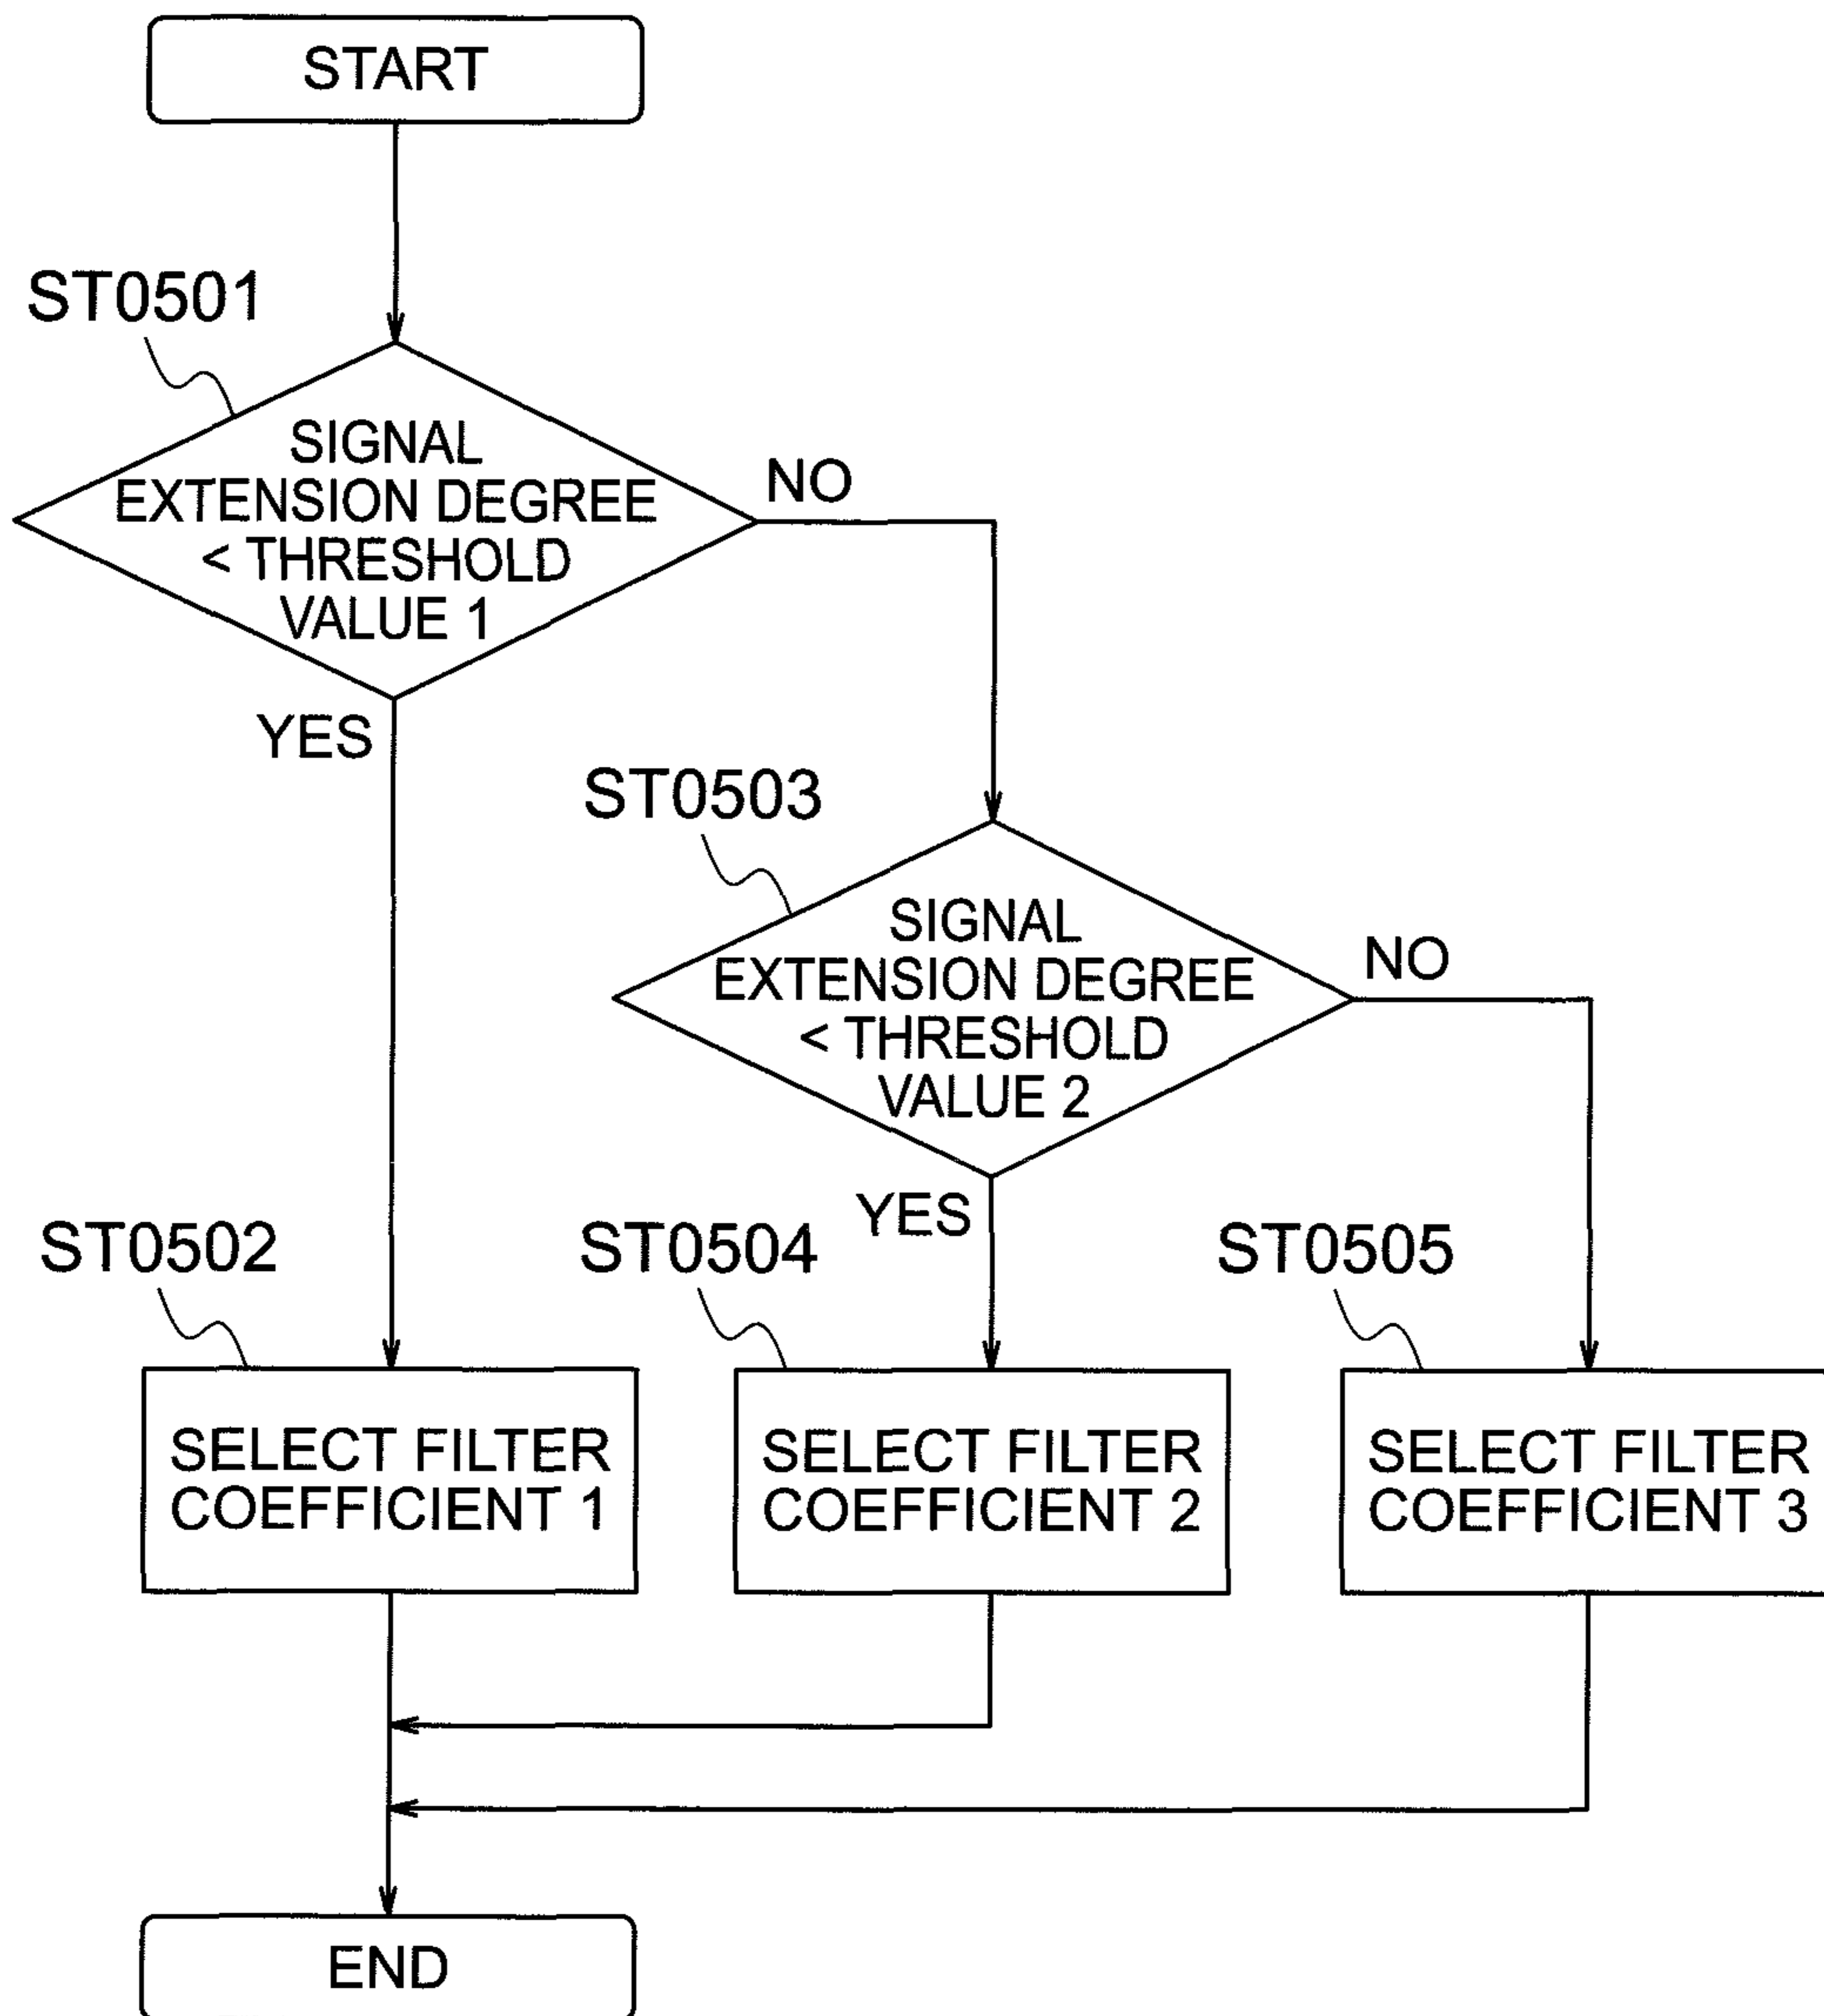 START
ST0501
SIGNAL
EXTENSION DEGREE
< THRESHOLD
VALUE 1
NO
YES
ST0503
SIGNAL
EXTENSION DEGREE
< THRESHOLD
VALUE 2
NO
YES
ST0502
SELECT FILTER
COEFFICIENT 1
ST0504
SELECT FILTER
COEFFICIENT 2
ST0505
SELECT FILTER
COEFFICIENT 3
END